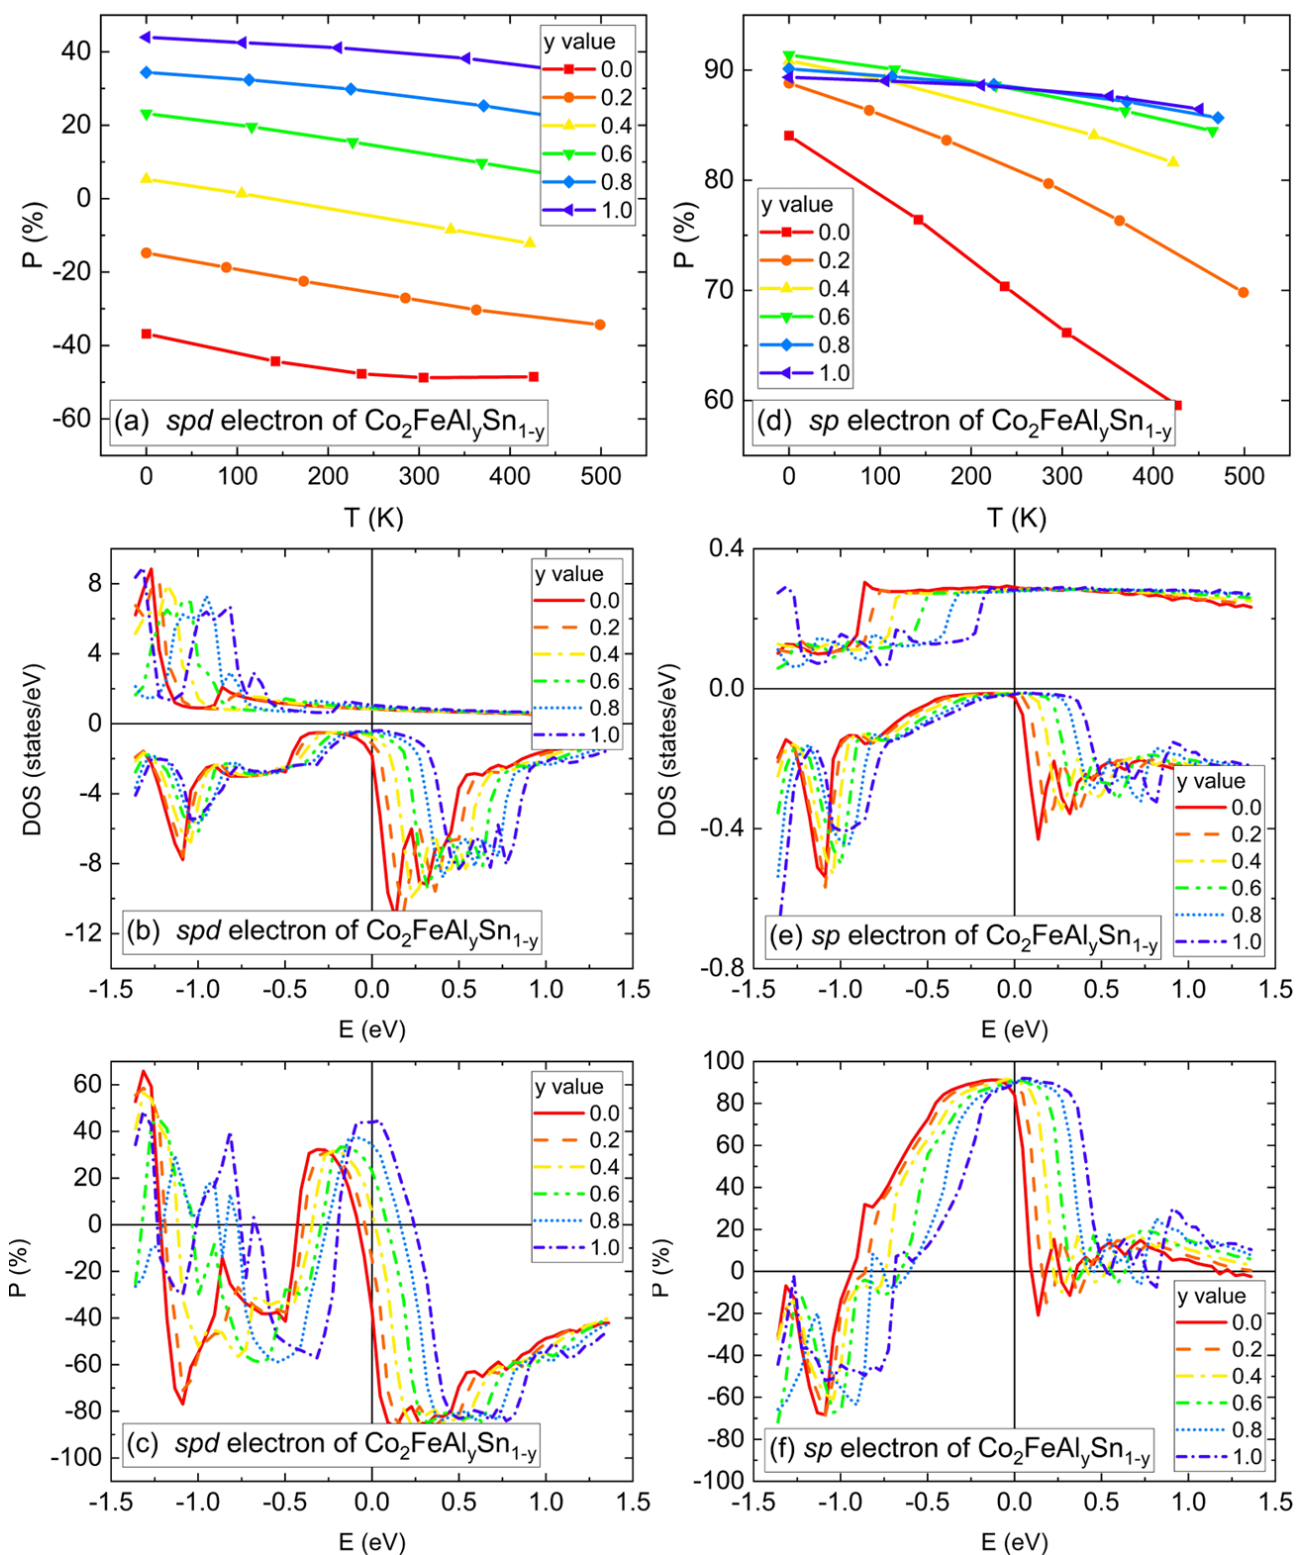 40
20
0
-20
-40
-60
P (%)
y value
0.0
0.2
0.4
0.6
0.8
1.0
(a) spd electron of Co₂FeAlᵧSn₁₋ᵧ
0 100 200 300 400 500
T (K)
90
80
70
60
P (%)
y value
0.0
0.2
0.4
0.6
0.8
1.0
(d) sp electron of Co₂FeAlᵧSn₁₋ᵧ
0 100 200 300 400 500
T (K)
8
4
0
-4
-8
-12
DOS (states/eV)
y value
0.0
0.2
0.4
0.6
0.8
1.0
(b) spd electron of Co₂FeAlᵧSn₁₋ᵧ
-1.5 -1.0 -0.5 0.0 0.5 1.0 1.5
E (eV)
0.4
0.0
-0.4
-0.8
DOS (states/eV)
y value
0.0
0.2
0.4
0.6
0.8
1.0
(e) sp electron of Co₂FeAlᵧSn₁₋ᵧ
-1.5 -1.0 -0.5 0.0 0.5 1.0 1.5
E (eV)
60
40
20
0
-20
-40
-60
-80
-100
P (%)
y value
0.0
0.2
0.4
0.6
0.8
1.0
(c) spd electron of Co₂FeAlᵧSn₁₋ᵧ
-1.5 -1.0 -0.5 0.0 0.5 1.0 1.5
E (eV)
100
80
60
40
20
0
-20
-40
-60
-80
-100
P (%)
y value
0.0
0.2
0.4
0.6
0.8
1.0
(f) sp electron of Co₂FeAlᵧSn₁₋ᵧ
-1.5 -1.0 -0.5 0.0 0.5 1.0 1.5
E (eV)